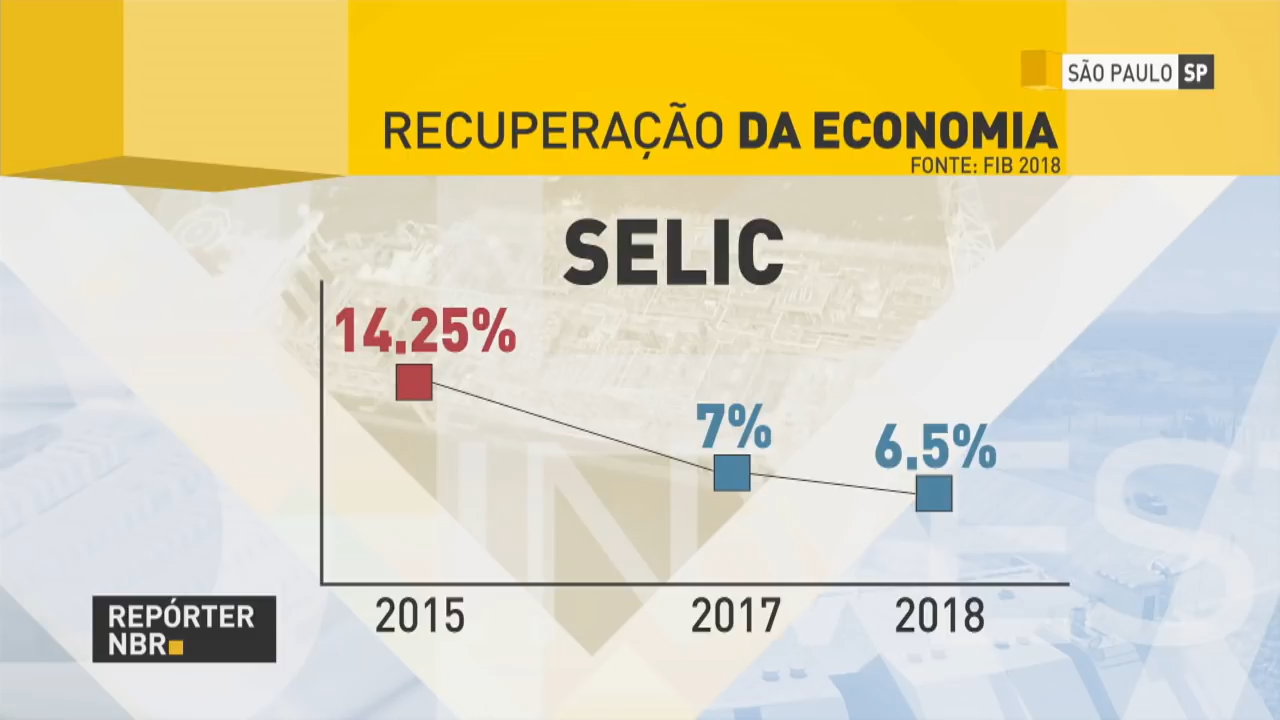 SÃO PAULO SP
RECUPERAÇÃO DA ECONOMIA
FONTE: FIB 2018
SELIC
14.25%
7%
6.5%
2015 2017 2018
REPÓRTER
NBR
INVES